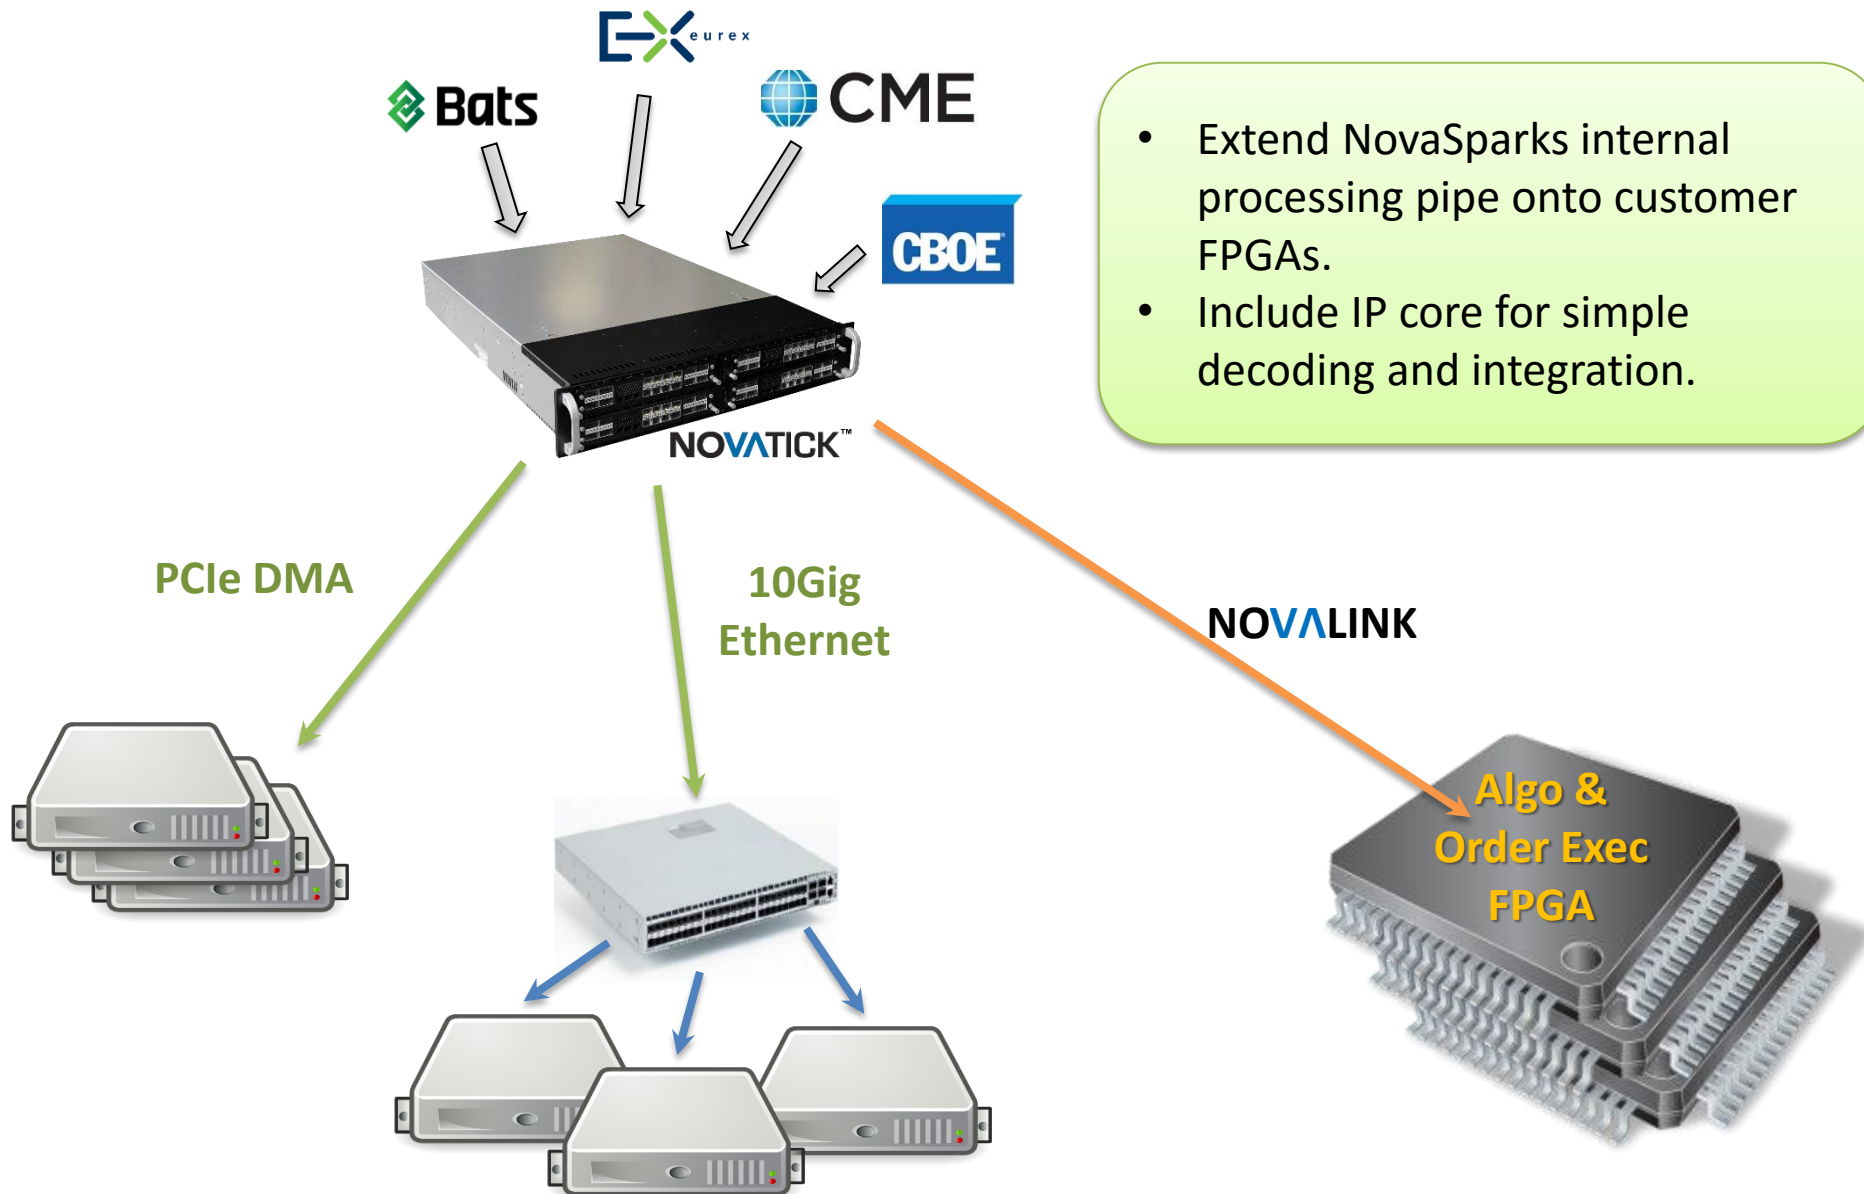 eurex
Bats
CME
CBOE
• Extend NovaSparks internal
processing pipe onto customer
FPGAs.
• Include IP core for simple
decoding and integration.
NOVATICK™
PCIe DMA
10Gig
Ethernet
NOVALINK
Algo &
Order Exec
FPGA